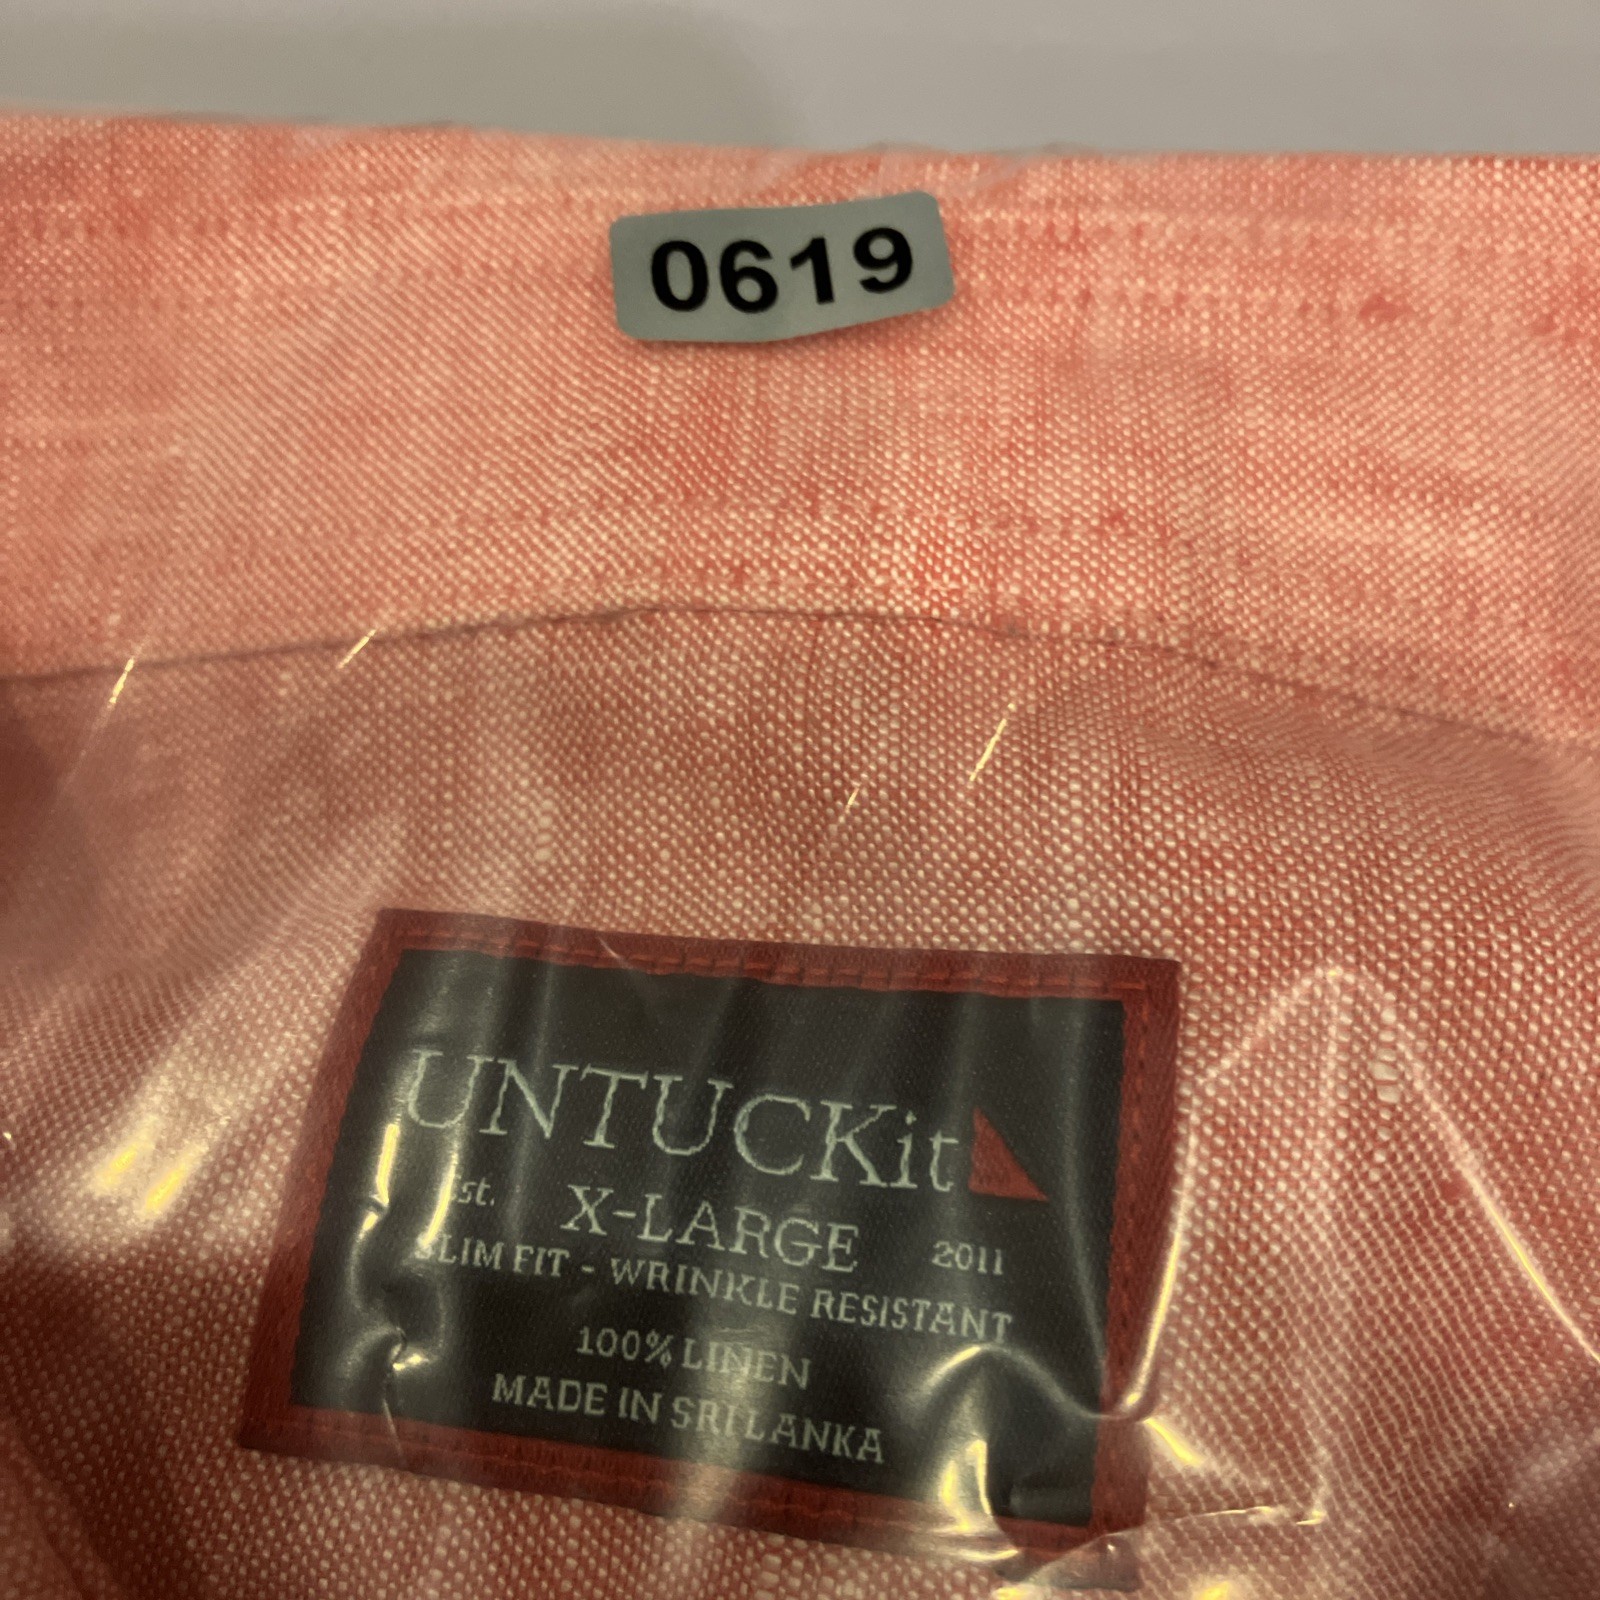 0619
UNTUCKit
Est. X-LARGE 2011
SLIM FIT - WRINKLE RESISTANT
100% LINEN
MADE IN SRI LANKA